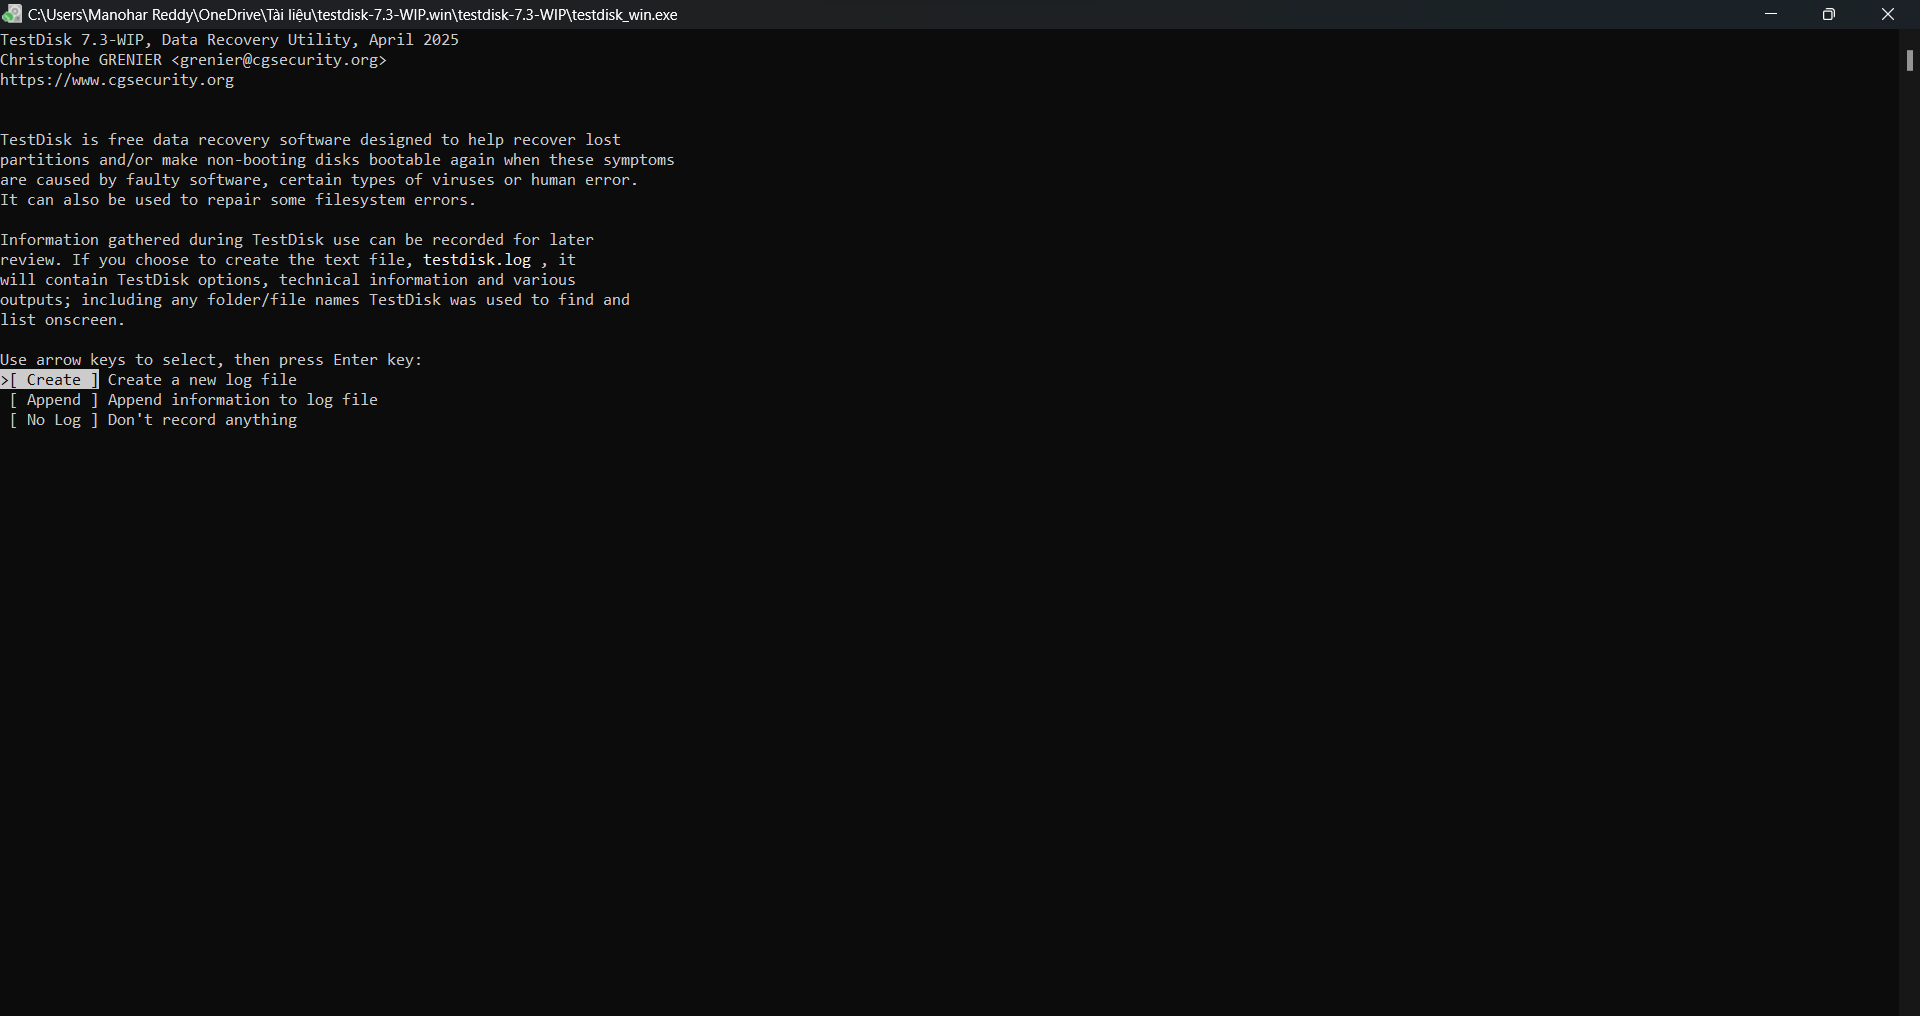 C:\Users\Manohar Reddy\OneDrive\Tài liệu\testdisk-7.3-WIP.win\testdisk-7.3-WIP\testdisk_win.exe
TestDisk 7.3-WIP, Data Recovery Utility, April 2025
Christophe GRENIER <grenier@cgsecurity.org>
https://www.cgsecurity.org
TestDisk is free data recovery software designed to help recover lost
partitions and/or make non-booting disks bootable again when these symptoms
are caused by faulty software, certain types of viruses or human error.
It can also be used to repair some filesystem errors.
Information gathered during TestDisk use can be recorded for later
review. If you choose to create the text file, testdisk.log , it
will contain TestDisk options, technical information and various
outputs; including any folder/file names TestDisk was used to find and
list onscreen.
Use arrow keys to select, then press Enter key:
>[ Create ] Create a new log file
[ Append ] Append information to log file
[ No Log ] Don't record anything